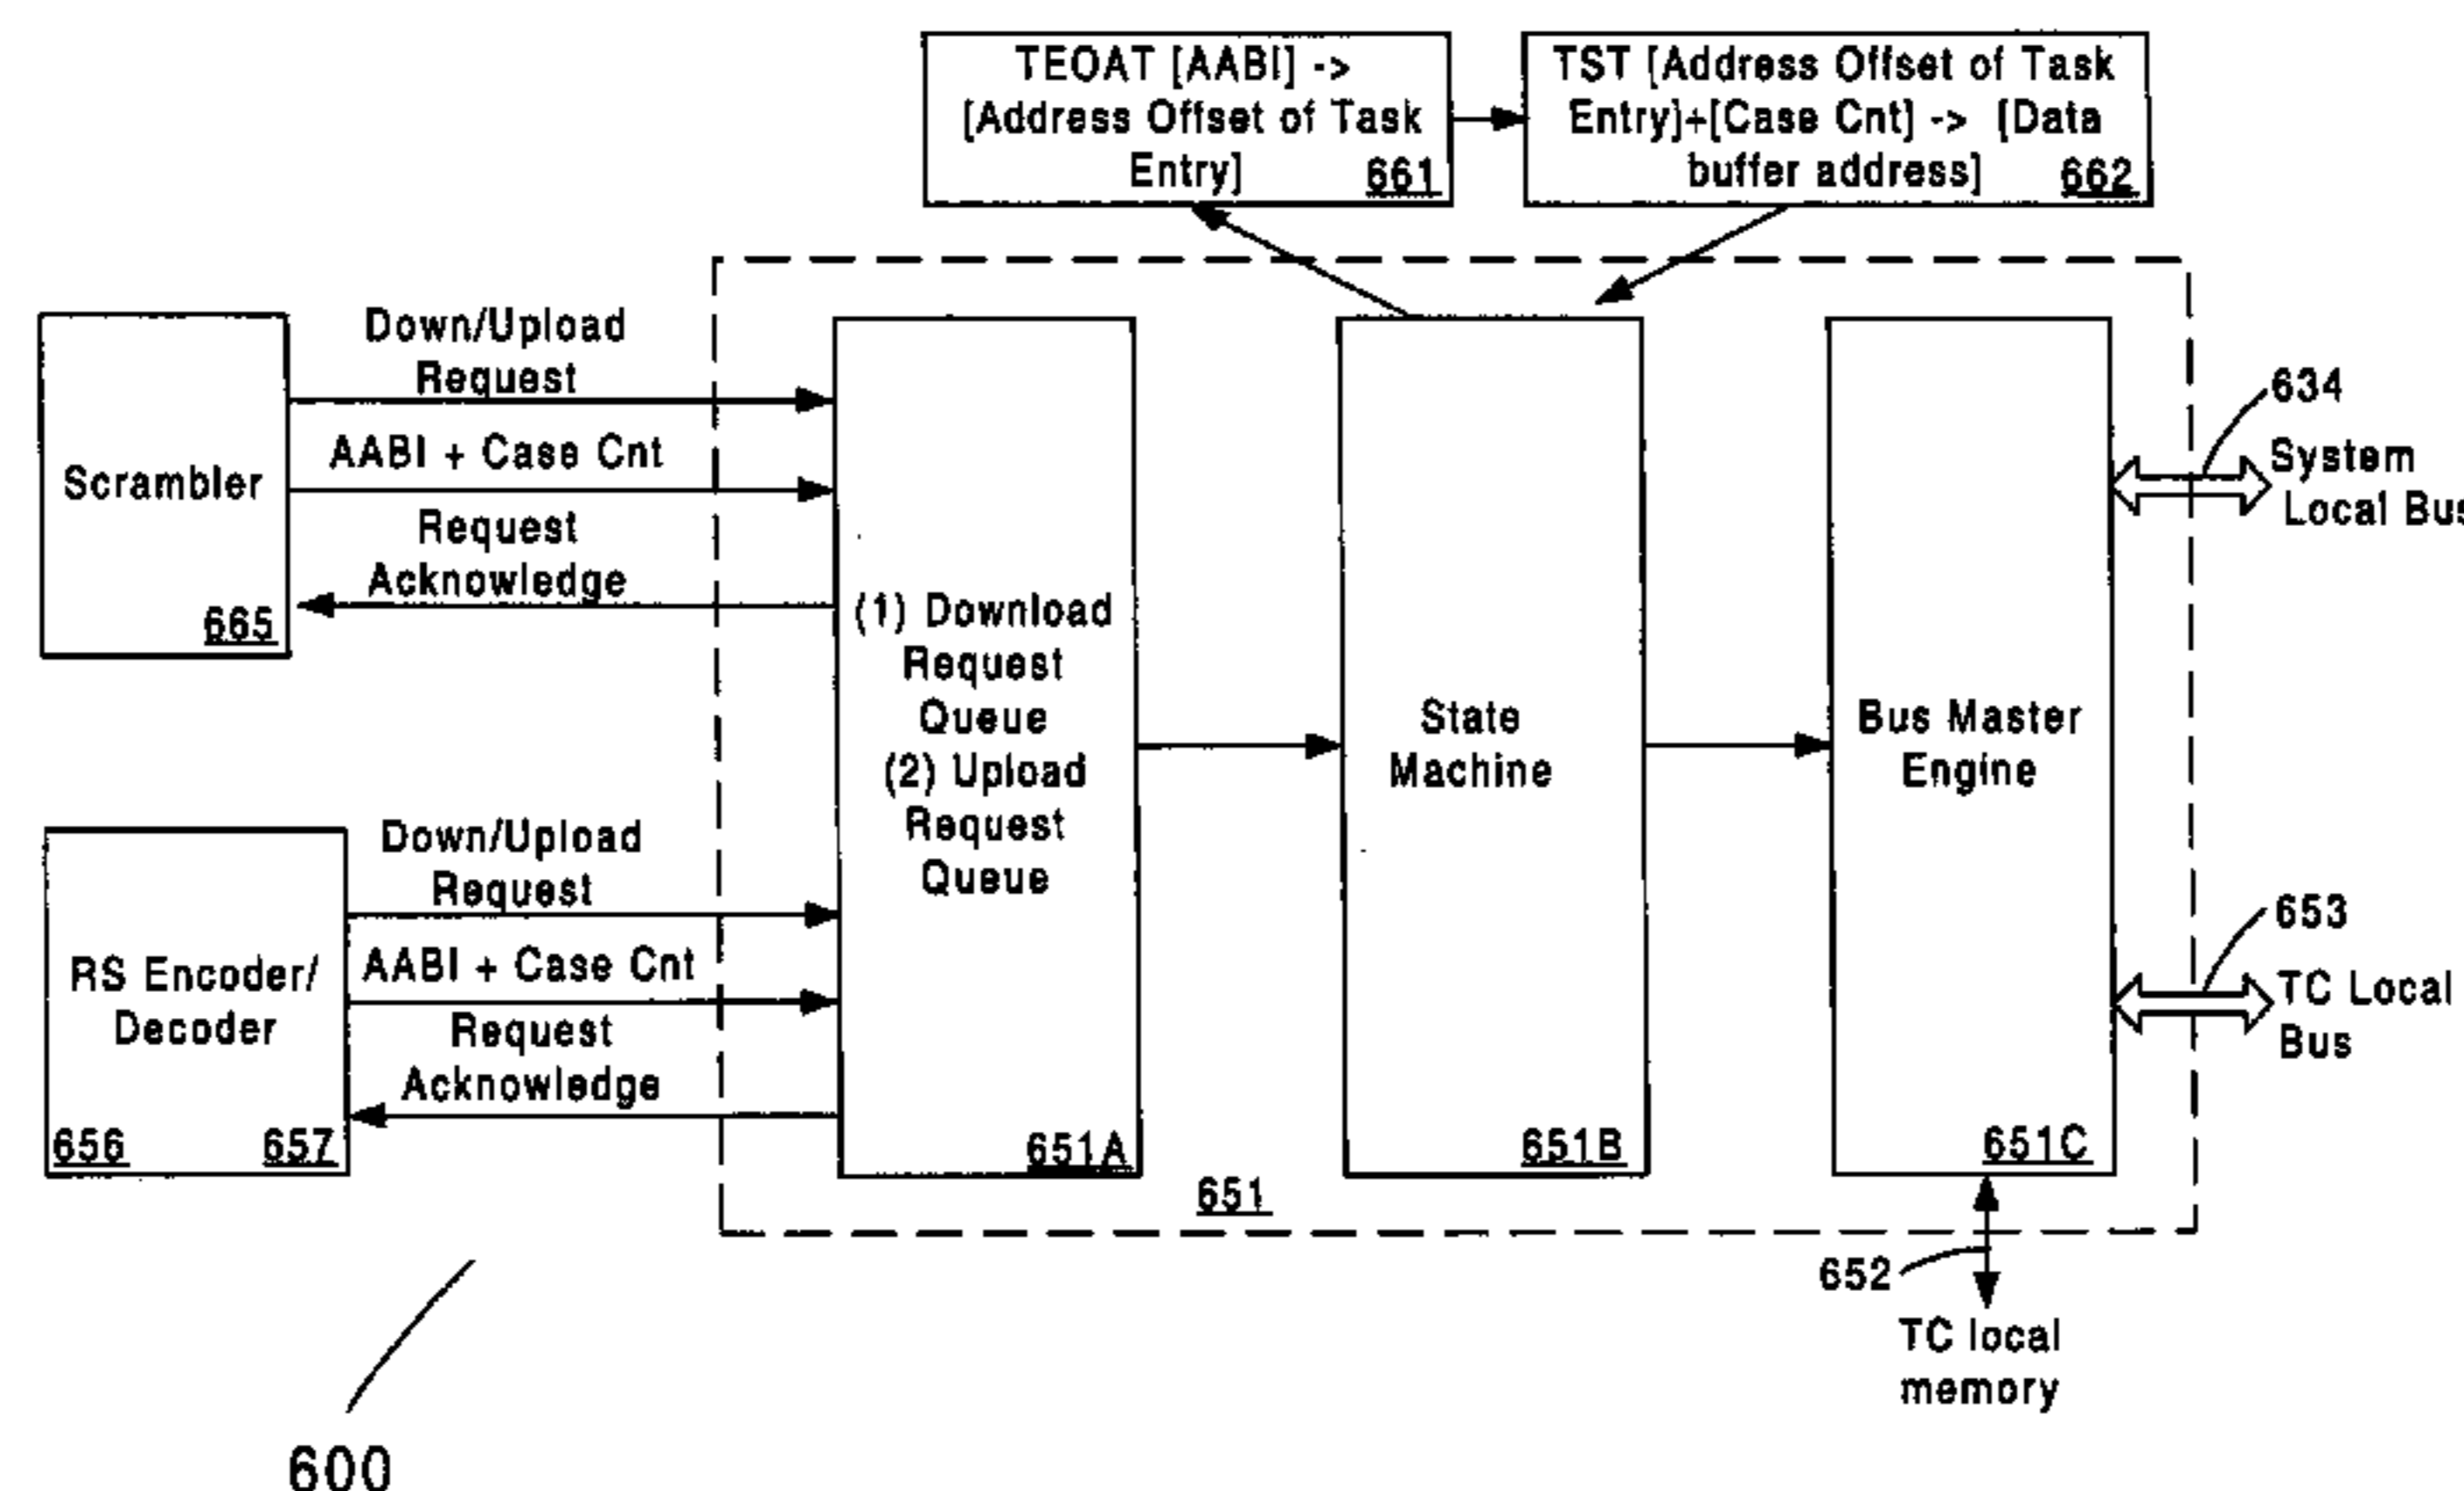 TEOAT [AABI] ->
[Address Offset of Task
Entry]
661
TST [Address Offset of Task
Entry]+[Case Cnt] -> [Data
buffer address]
662
Scrambler
665
Down/Upload
Request
AABI + Case Cnt
Request
Acknowledge
RS Encoder/
Decoder
656
657
Down/Upload
Request
AABI + Case Cnt
Request
Acknowledge
(1) Download
Request
Queue
(2) Upload
Request
Queue
651A
State
Machine
651B
Bus Master
Engine
651C
651
634
System
Local Bus
653
TC Local
Bus
652
TC local
memory
600